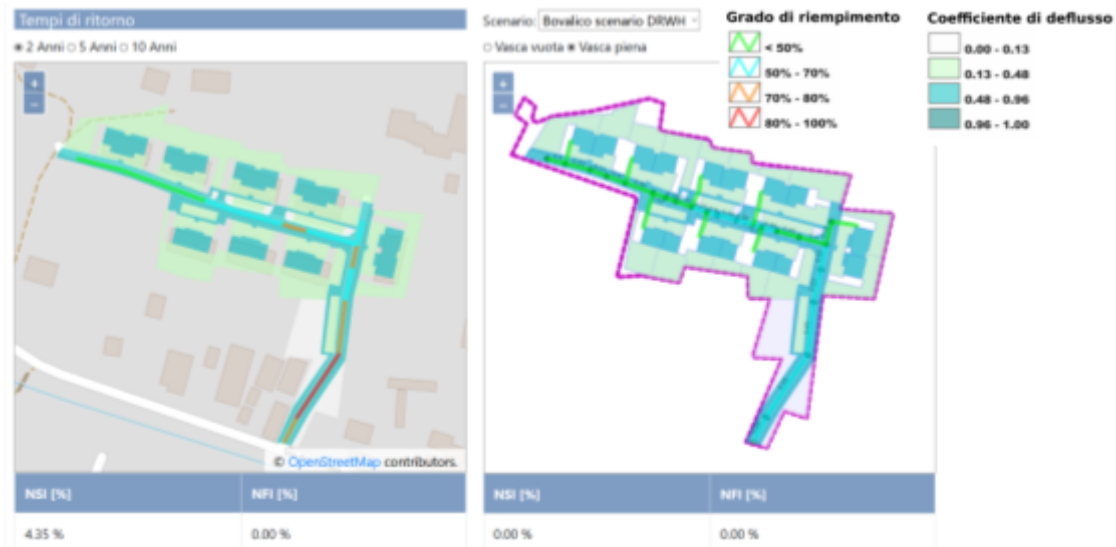 Tempi di ritorno
2 Anni 5 Anni 10 Anni
+
−
© OpenStreetMap contributors.
NSI [%] NFI [%]
4.35 % 0.00 %
Scenario: Bovalico scenario DRWH
Vasca vuota Vasca piena
+
−
NSI [%] NFI [%]
0.00 % 0.00 %
Grado di riempimento
< 50%
50% - 70%
70% - 80%
80% - 100%
Coefficiente di deflusso
0.00 - 0.13
0.13 - 0.48
0.48 - 0.96
0.96 - 1.00